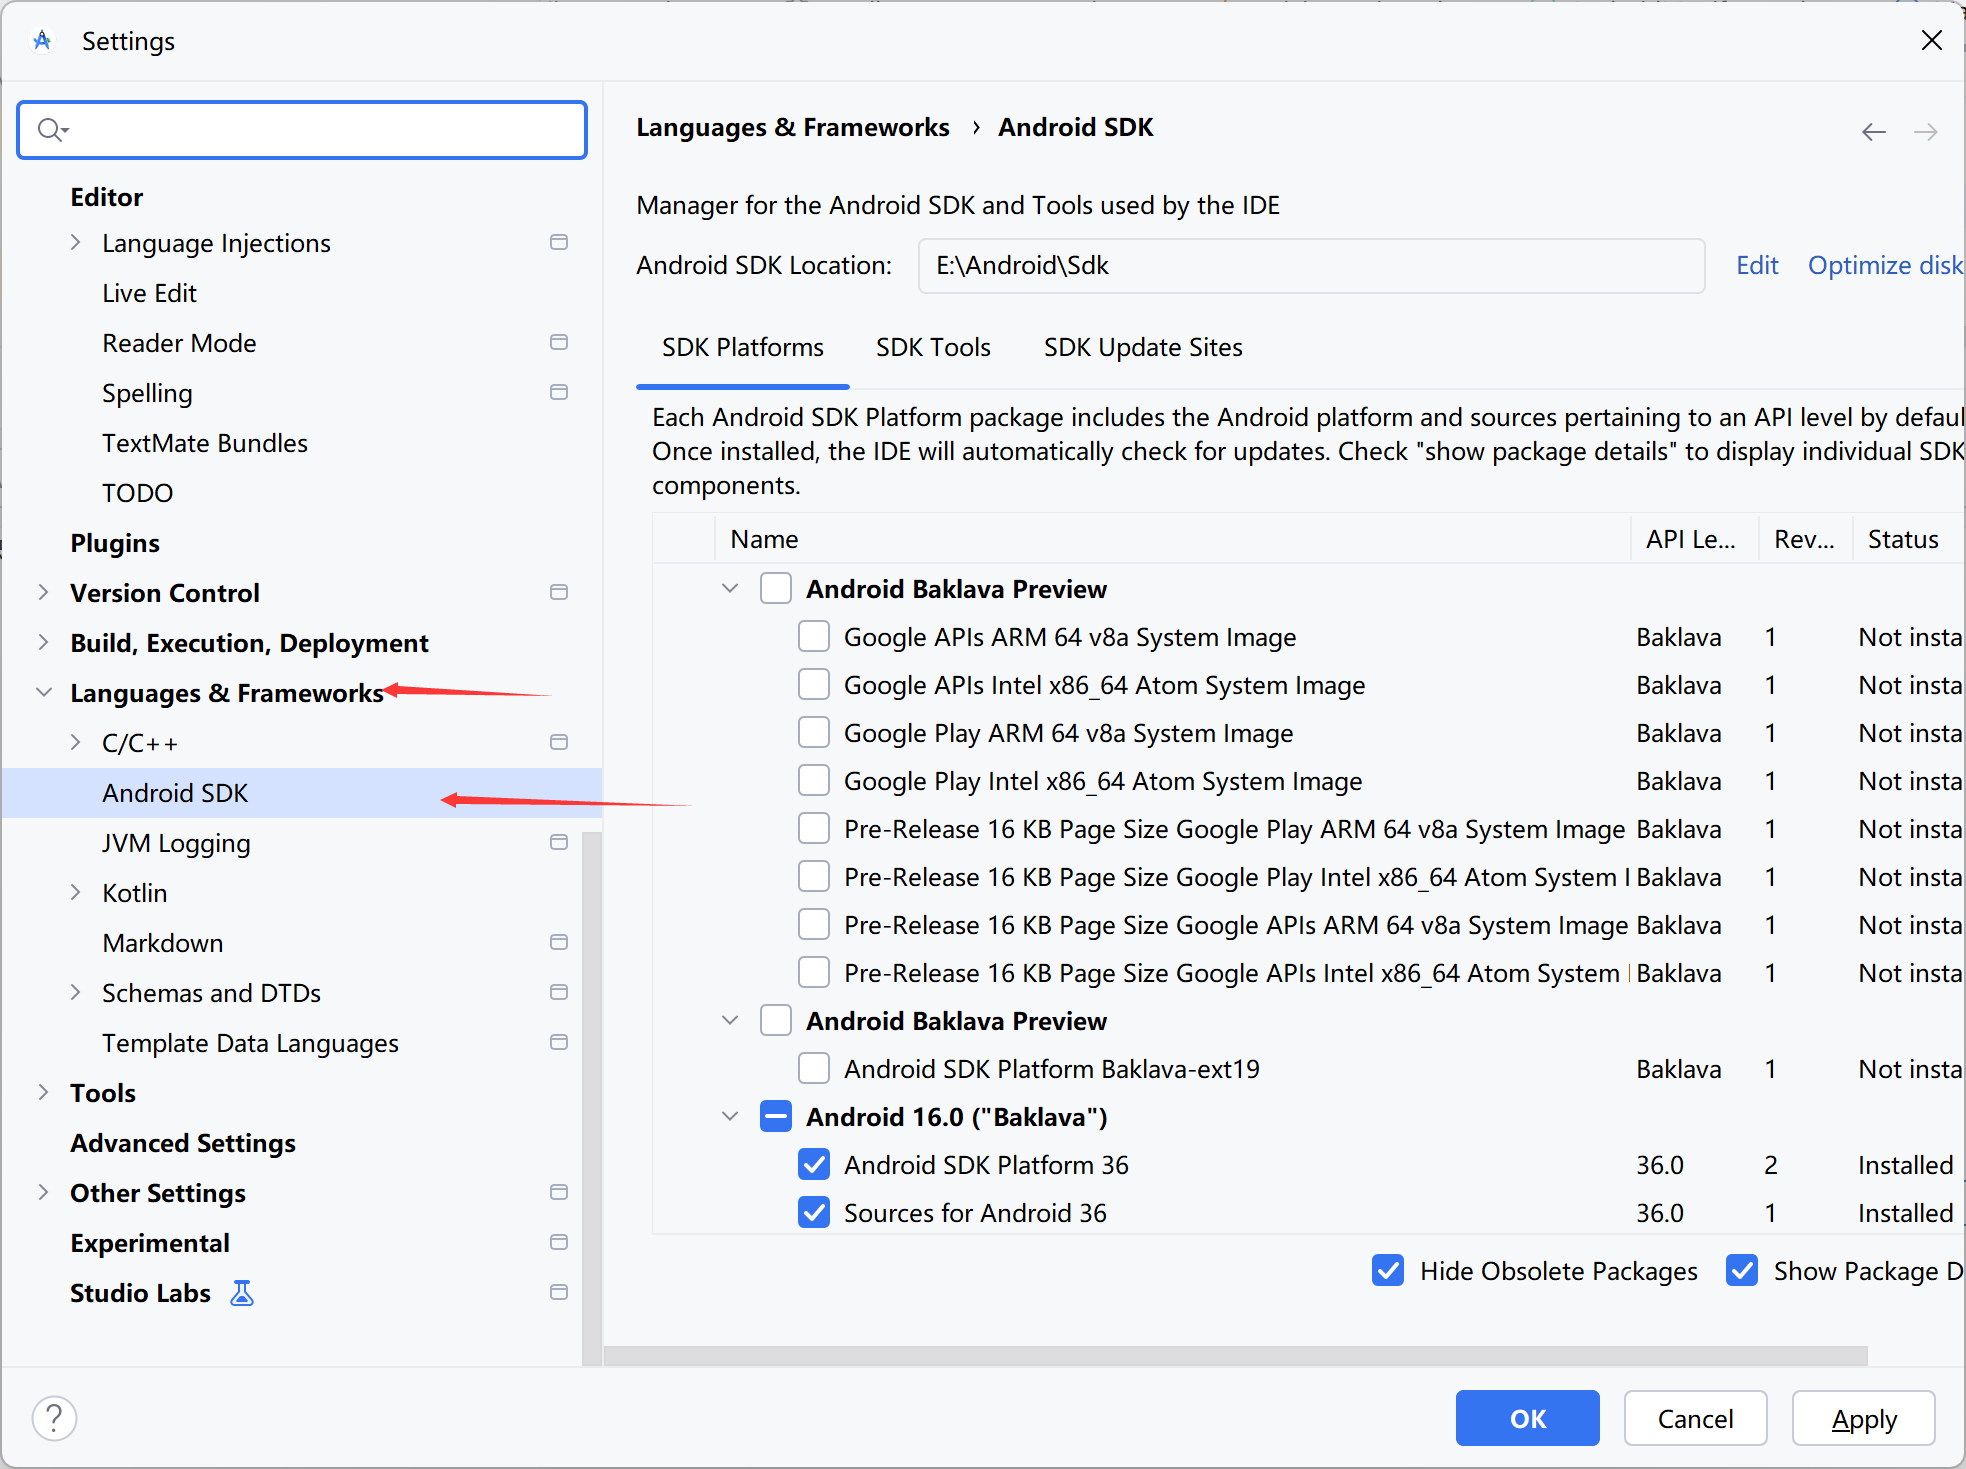 Settings
Editor
Language Injections
Live Edit
Reader Mode
Spelling
TextMate Bundles
TODO
Plugins
Version Control
Build, Execution, Deployment
Languages & Frameworks
C/C++
Android SDK
JVM Logging
Kotlin
Markdown
Schemas and DTDs
Template Data Languages
Tools
Advanced Settings
Other Settings
Experimental
Studio Labs
Languages & Frameworks › Android SDK
Manager for the Android SDK and Tools used by the IDE
Android SDK Location: E:\Android\Sdk Edit Optimize disk
SDK Platforms SDK Tools SDK Update Sites
Each Android SDK Platform package includes the Android platform and sources pertaining to an API level by defaul
Once installed, the IDE will automatically check for updates. Check "show package details" to display individual SDK
components.
Name API Le... Rev... Status
Android Baklava Preview
Google APIs ARM 64 v8a System Image Baklava 1 Not insta
Google APIs Intel x86_64 Atom System Image Baklava 1 Not insta
Google Play ARM 64 v8a System Image Baklava 1 Not insta
Google Play Intel x86_64 Atom System Image Baklava 1 Not insta
Pre-Release 16 KB Page Size Google Play ARM 64 v8a System Image Baklava 1 Not insta
Pre-Release 16 KB Page Size Google Play Intel x86_64 Atom System I Baklava 1 Not insta
Pre-Release 16 KB Page Size Google APIs ARM 64 v8a System Image Baklava 1 Not insta
Pre-Release 16 KB Page Size Google APIs Intel x86_64 Atom System Baklava 1 Not insta
Android Baklava Preview
Android SDK Platform Baklava-ext19 Baklava 1 Not insta
Android 16.0 ("Baklava")
Android SDK Platform 36 36.0 2 Installed
Sources for Android 36 36.0 1 Installed
Hide Obsolete Packages Show Package D
? OK Cancel Apply